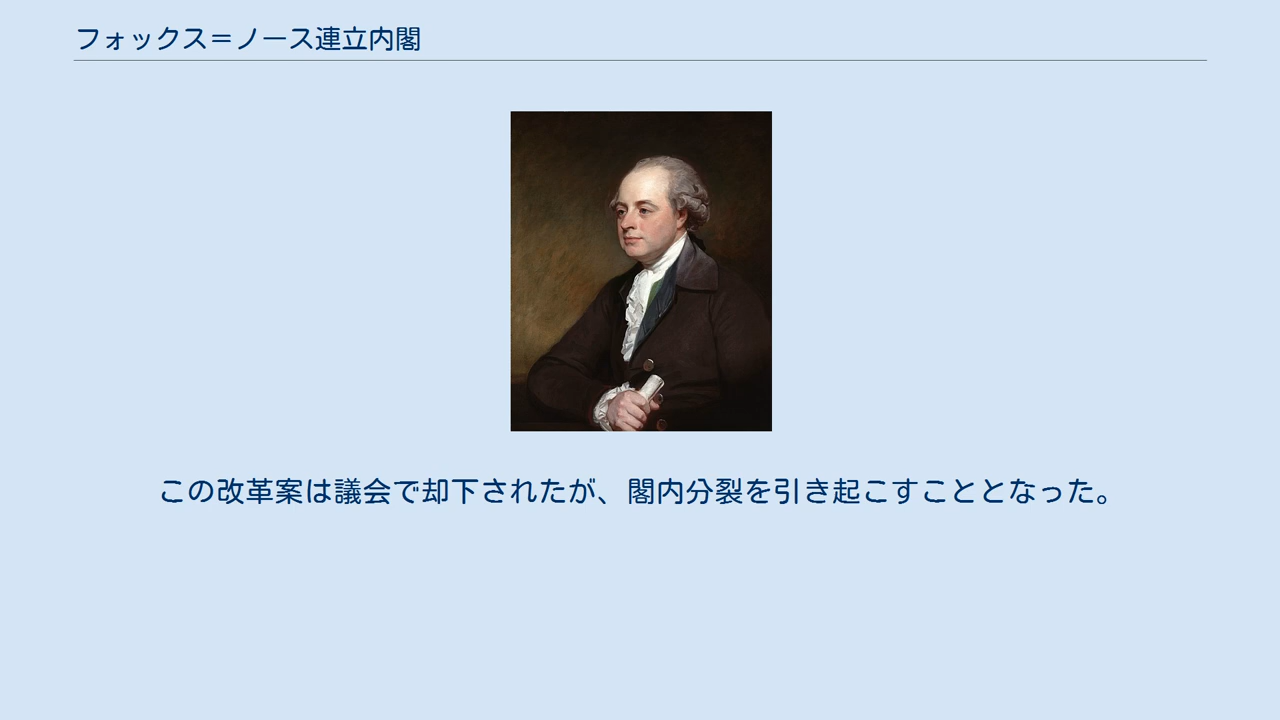 フォックス＝ノース連立内閣
この改革案は議会で却下されたが、閣内分裂を引き起こすこととなった。